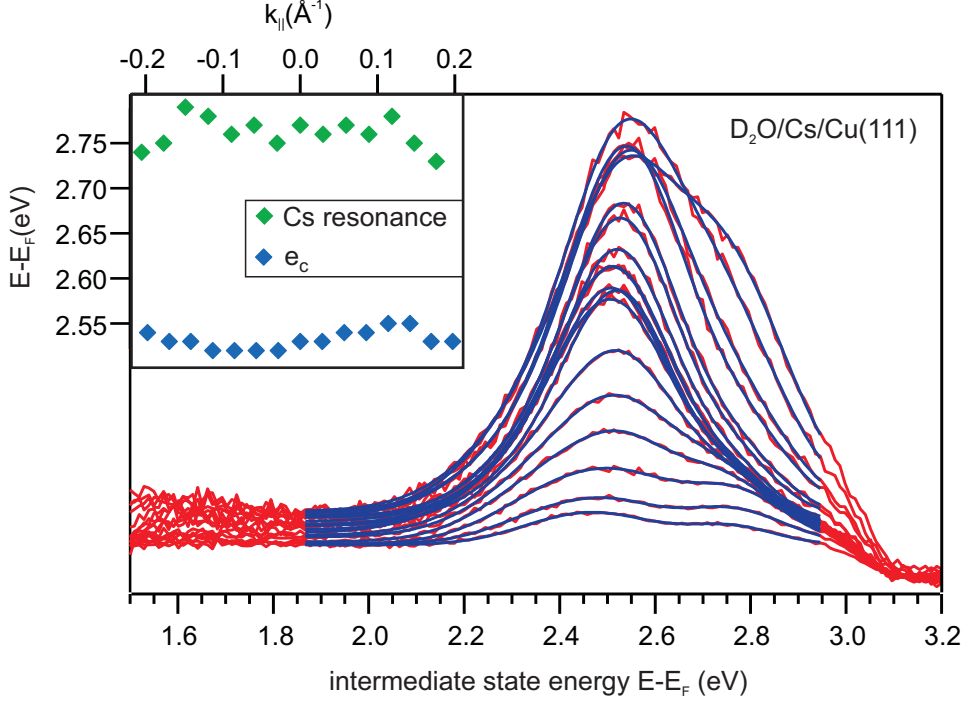 k||(Å-1)
-0.2 -0.1 0.0 0.1 0.2
D2O/Cs/Cu(111)
E-EF(eV)
2.75
2.70
2.65
2.60
2.55
Cs resonance
ec
1.6 1.8 2.0 2.2 2.4 2.6 2.8 3.0 3.2
intermediate state energy E-EF (eV)